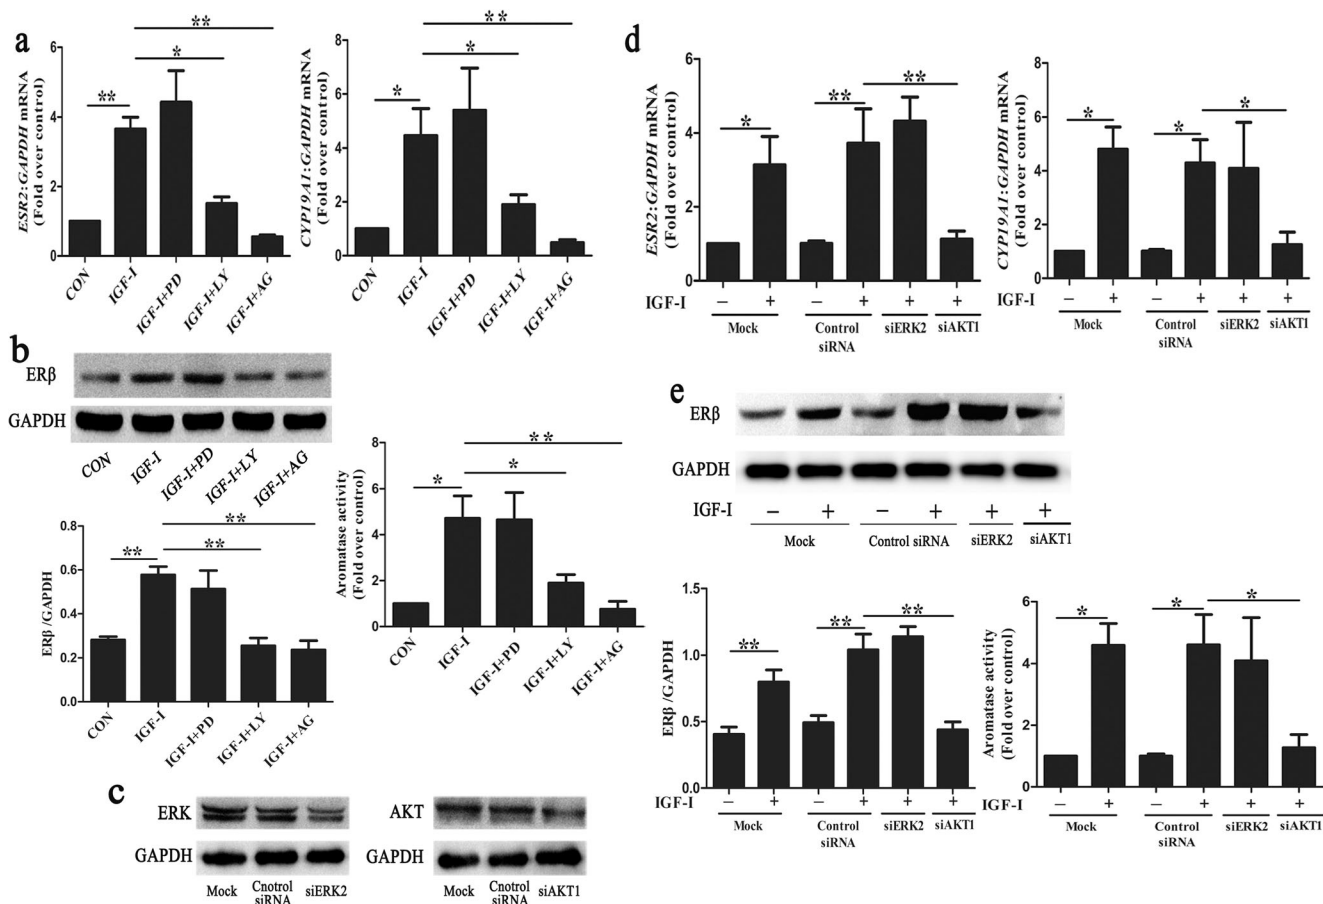 a
ESR2:GAPDH mRNA
(Fold over control)
6
4
2
0
**
*
**
CON
IGF-I
IGF-I+PD
IGF-I+LY
IGF-I+AG
CYP19A1:GAPDH mRNA
(Fold over control)
8
6
4
2
0
*
*
**
CON
IGF-I
IGF-I+PD
IGF-I+LY
IGF-I+AG
b
ERβ
GAPDH
CON
IGF-I
IGF-I+PD
IGF-I+LY
IGF-I+AG
ERβ /GAPDH
0.8
0.6
0.4
0.2
0.0
**
**
**
CON
IGF-I
IGF-I+PD
IGF-I+LY
IGF-I+AG
Aromatase activity
(Fold over control)
8
6
4
2
0
*
*
**
CON
IGF-I
IGF-I+PD
IGF-I+LY
IGF-I+AG
c
ERK
GAPDH
Mock
Cnotrol
siRNA
siERK2
AKT
GAPDH
Mock
Cnotrol
siRNA
siAKT1
d
ESR2:GAPDH mRNA
(Fold over control)
6
4
2
0
*
**
**
IGF-I
– + – + + +
Mock
Control
siRNA
siERK2
siAKT1
CYP19A1:GAPDH mRNA
(Fold over control)
8
6
4
2
0
*
*
*
IGF-I
– + – + + +
Mock
Control
siRNA
siERK2
siAKT1
e
ERβ
GAPDH
IGF-I
– + – + + +
Mock
Control siRNA
siERK2
siAKT1
ERβ /GAPDH
1.5
1.0
0.5
0.0
**
**
**
IGF-I
– + – + + +
Mock
Control
siRNA
siERK2
siAKT1
Aromatase activity
(Fold over control)
6
4
2
0
*
*
*
IGF-I
– + – + + +
Mock
Control
siRNA
siERK2
siAKT1